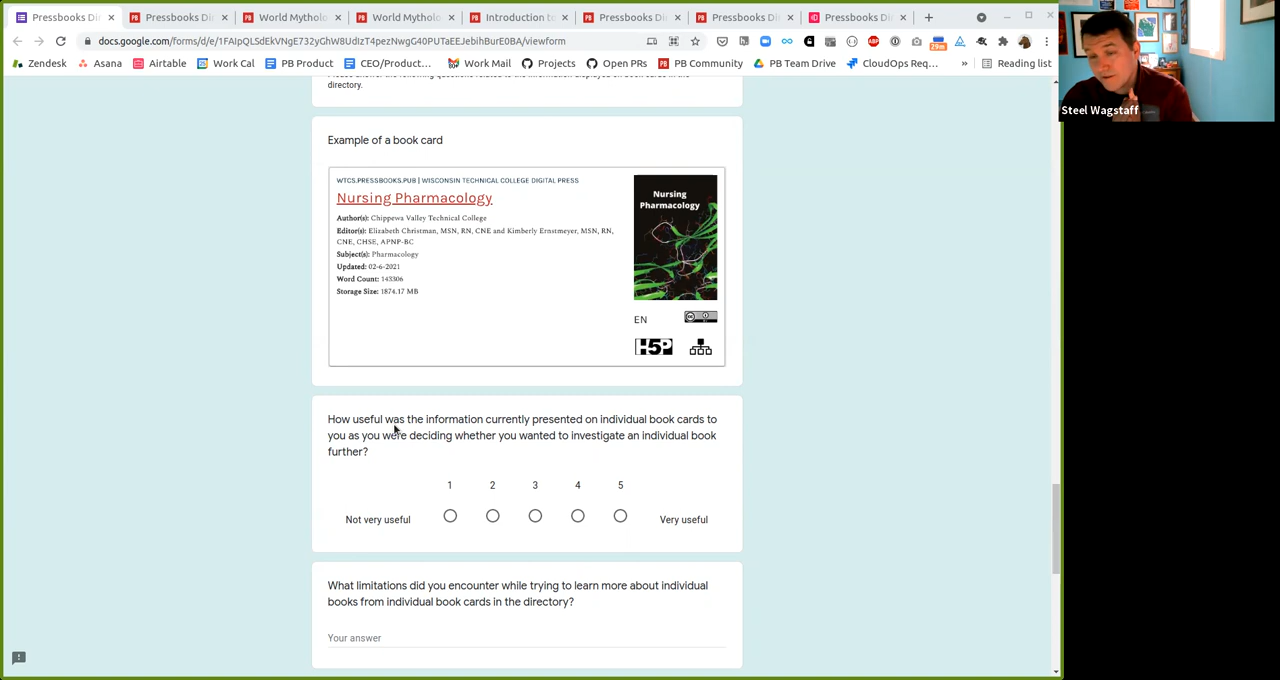 Pressbooks Di
Pressbooks Di
World Mytholo
World Mytholo
Introduction to
Pressbooks Di
Pressbooks Di
Pressbooks Di
docs.google.com/forms/d/e/1FAIpQLSdEkVNgE732yGhW8UdIzT4pezNwgG40PUTaEEJebihBurE0BA/viewform
ABP
29m
Zendesk
Asana
Airtable
Work Cal
PB Product
CEO/Produc...
Work Mail
Projects
Open PRs
PB Community
PB Team Drive
CloudOps Req...
»
Reading list
directory.
Example of a book card
WTCS.PRESSBOOKS.PUB | WISCONSIN TECHNICAL COLLEGE DIGITAL PRESS
Nursing Pharmacology
Author(s): Chippewa Valley Technical College
Editor(s): Elizabeth Christman, MSN, RN, CNE and Kimberly Ernstmeyer, MSN, RN,
CNE, CHSE, APNP-BC
Subject(s): Pharmacology
Updated: 02-6-2021
Word Count: 143306
Storage Size: 1874.17 MB
Nursing
Pharmacology
EN
H5P
How useful was the information currently presented on individual book cards to
you as you were deciding whether you wanted to investigate an individual book
further?
1 2 3 4 5
Not very useful
Very useful
What limitations did you encounter while trying to learn more about individual
books from individual book cards in the directory?
Your answer
Steel Wagstaff